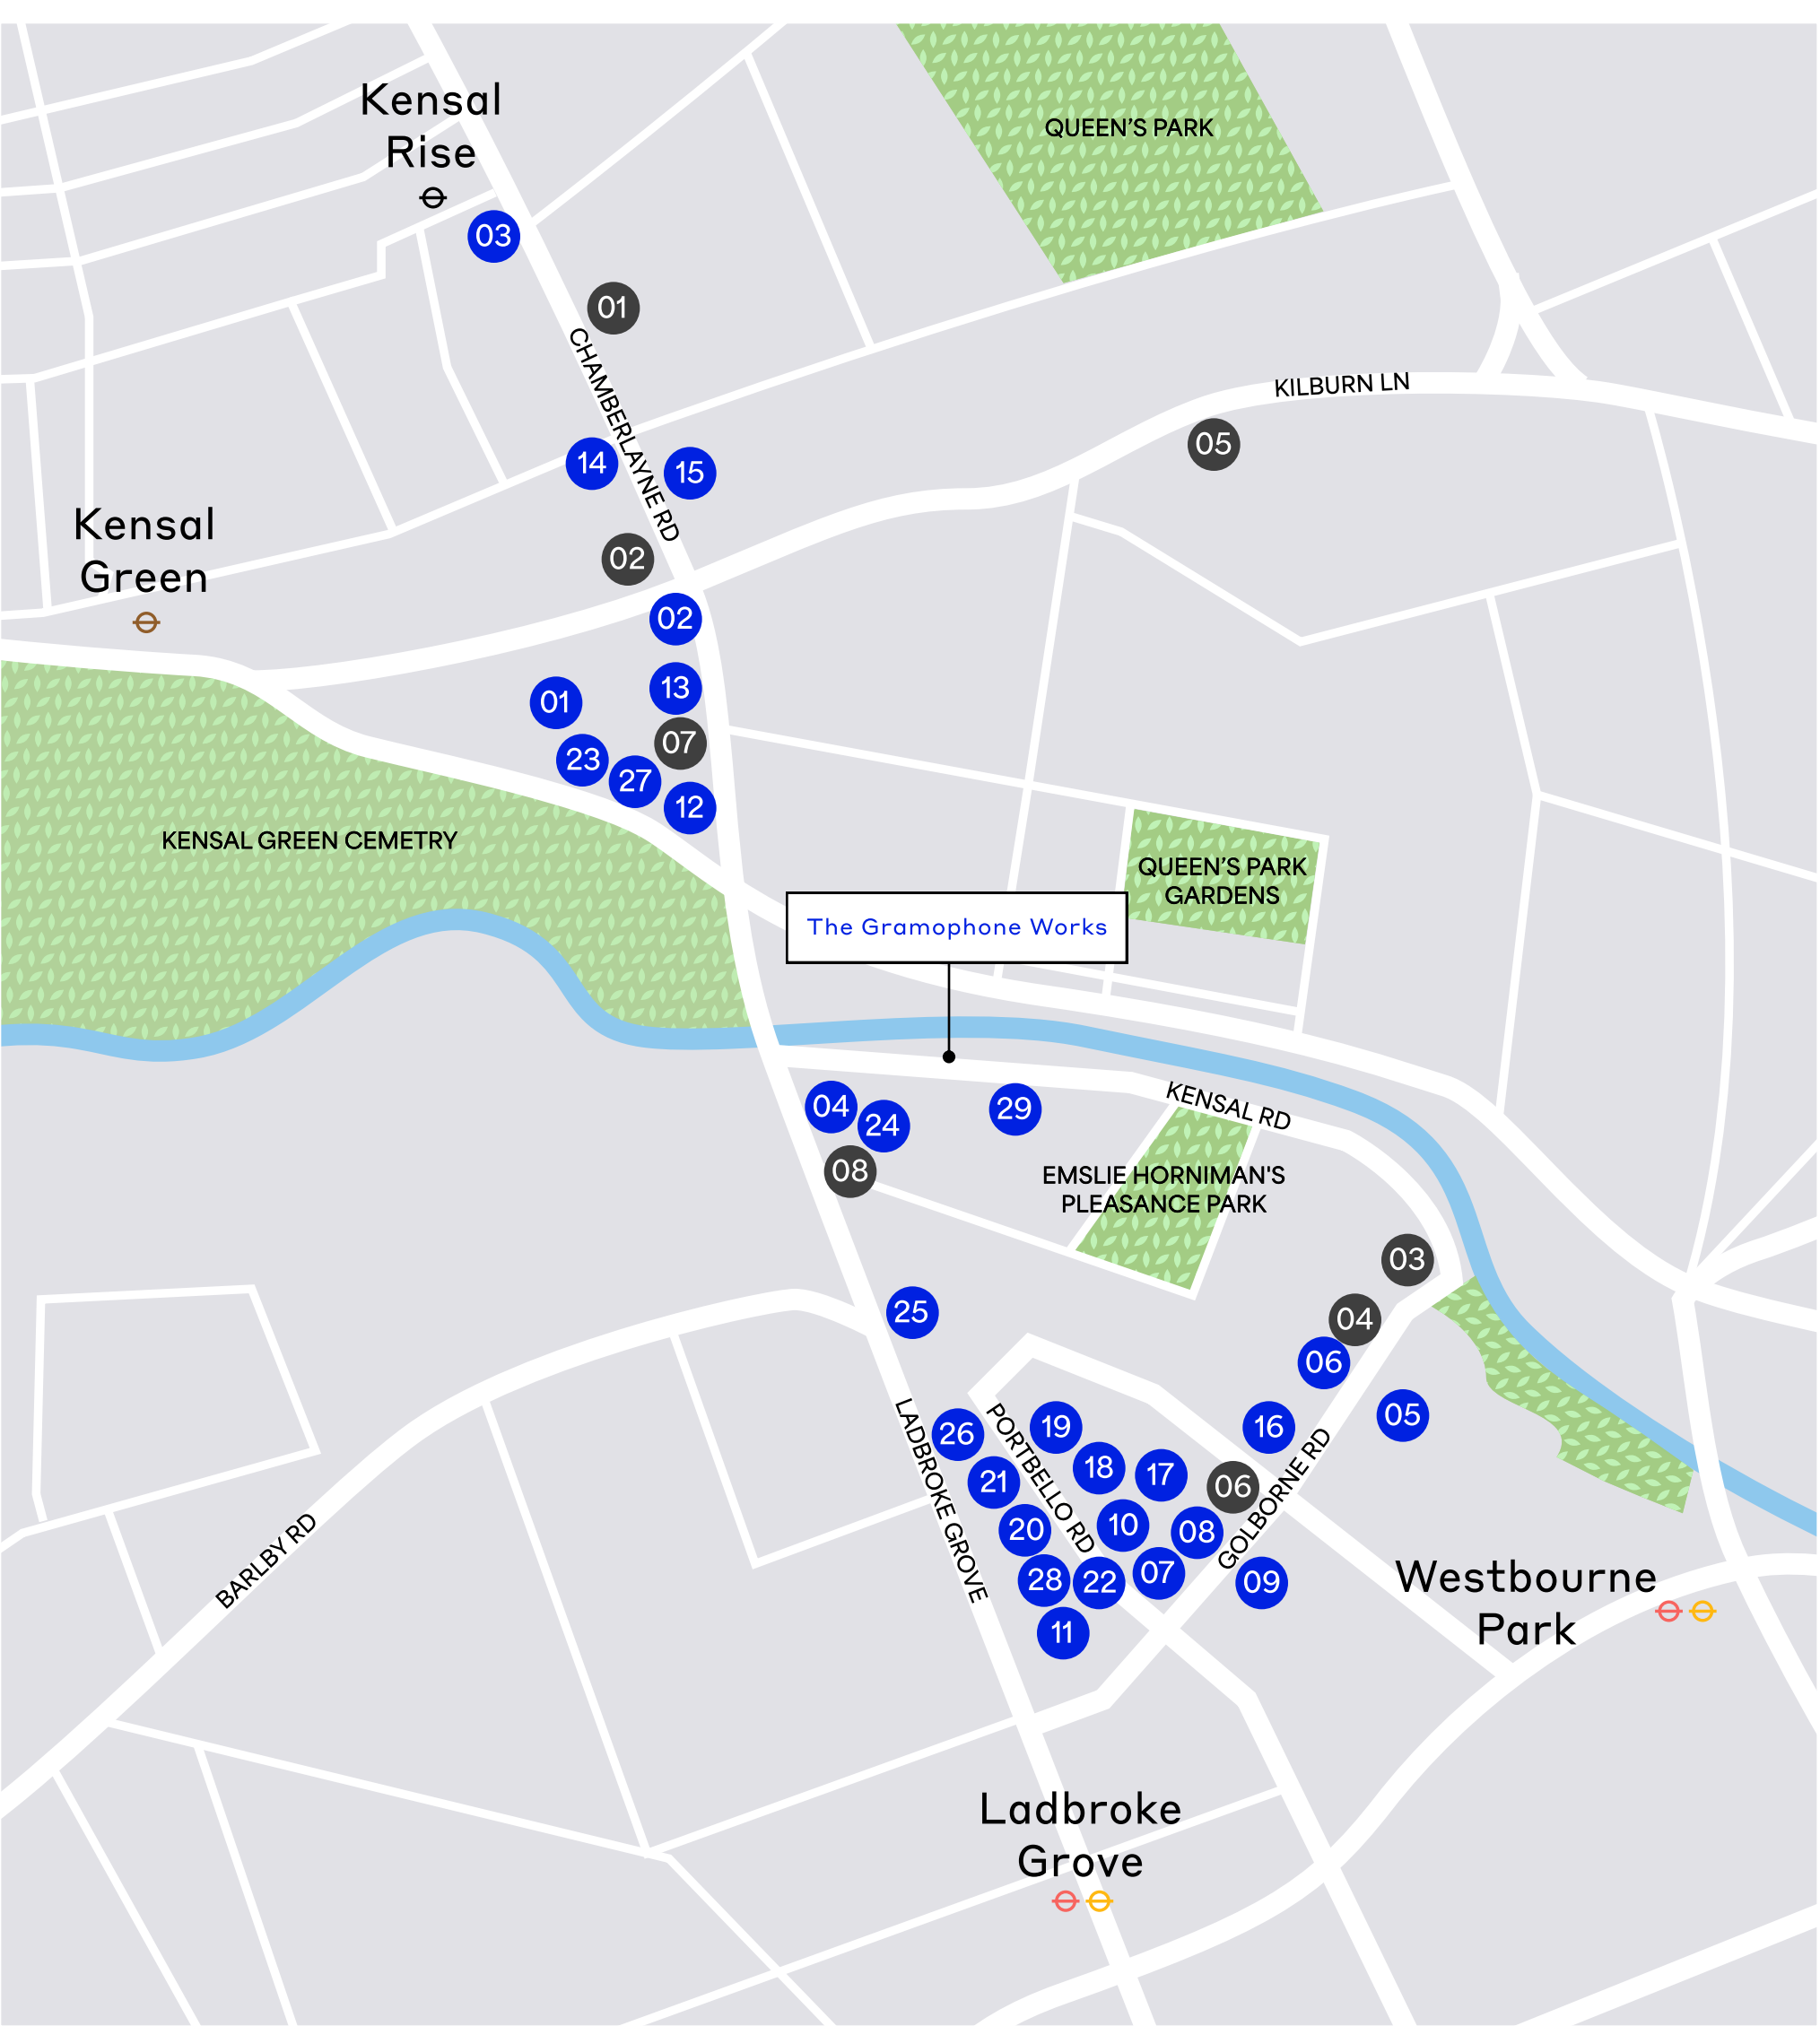 Kensal
Rise
QUEEN'S PARK
03
01
CHAMBERLAYNE RD
KILBURN LN
05
14
15
Kensal
Green
02
02
13
01
07
23
27
12
KENSAL GREEN CEMETRY
QUEEN'S PARK
GARDENS
The Gramophone Works
04
24
29
KENSAL RD
08
EMSLIE HORNIMAN'S
PLEASANCE PARK
03
25
04
06
05
LADBROKE GROVE
26
PORTBELLO RD
19
16
GOLBORNE RD
21
18
17
06
20
10
08
BARLBY RD
28
22
07
09
Westbourne
Park
11
Ladbroke
Grove